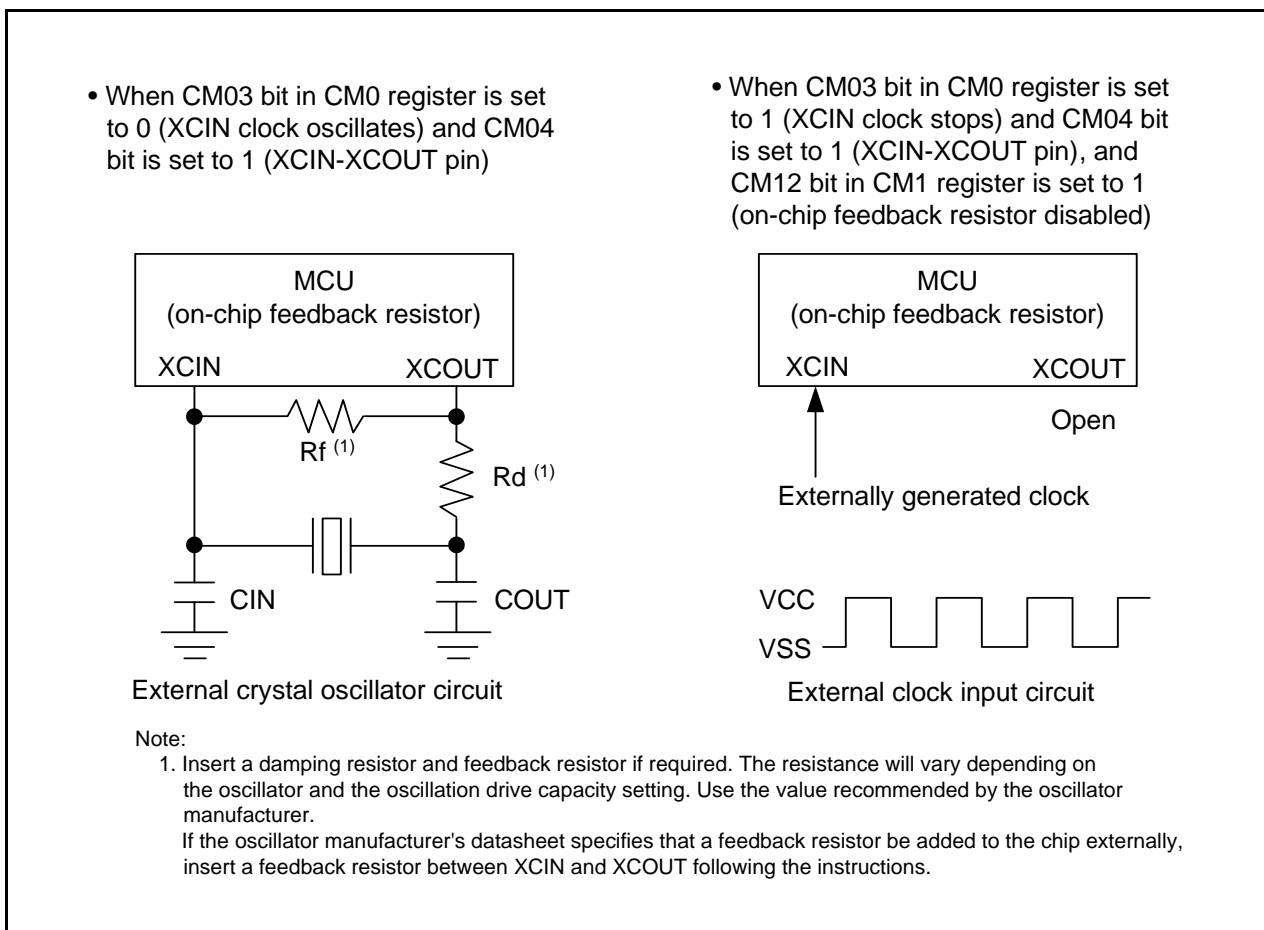 • When CM03 bit in CM0 register is set
to 0 (XCIN clock oscillates) and CM04
bit is set to 1 (XCIN-XCOUT pin)
MCU
(on-chip feedback resistor)
XCIN XCOUT
Rf (1)
Rd (1)
CIN COUT
External crystal oscillator circuit
• When CM03 bit in CM0 register is set
to 1 (XCIN clock stops) and CM04 bit
is set to 1 (XCIN-XCOUT pin), and
CM12 bit in CM1 register is set to 1
(on-chip feedback resistor disabled)
MCU
(on-chip feedback resistor)
XCIN XCOUT
Open
Externally generated clock
VCC
VSS
External clock input circuit
Note:
1. Insert a damping resistor and feedback resistor if required. The resistance will vary depending on
the oscillator and the oscillation drive capacity setting. Use the value recommended by the oscillator
manufacturer.
If the oscillator manufacturer's datasheet specifies that a feedback resistor be added to the chip externally,
insert a feedback resistor between XCIN and XCOUT following the instructions.